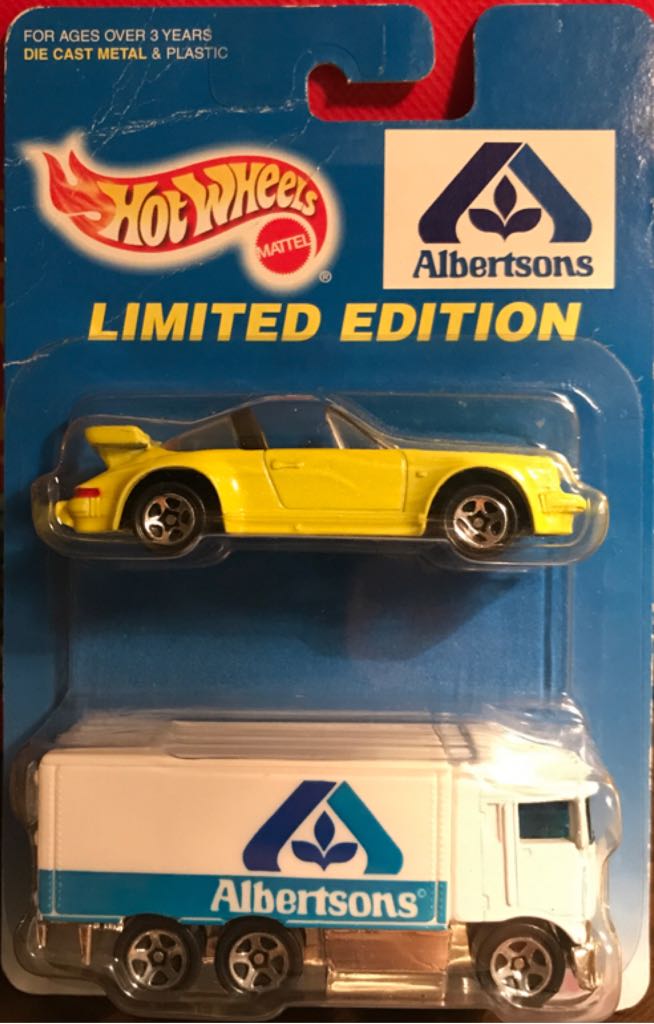 FOR AGES OVER 3 YEARS
DIE CAST METAL & PLASTIC
Hot Wheels
MATTEL
®
Albertsons
LIMITED EDITION
Albertsons©